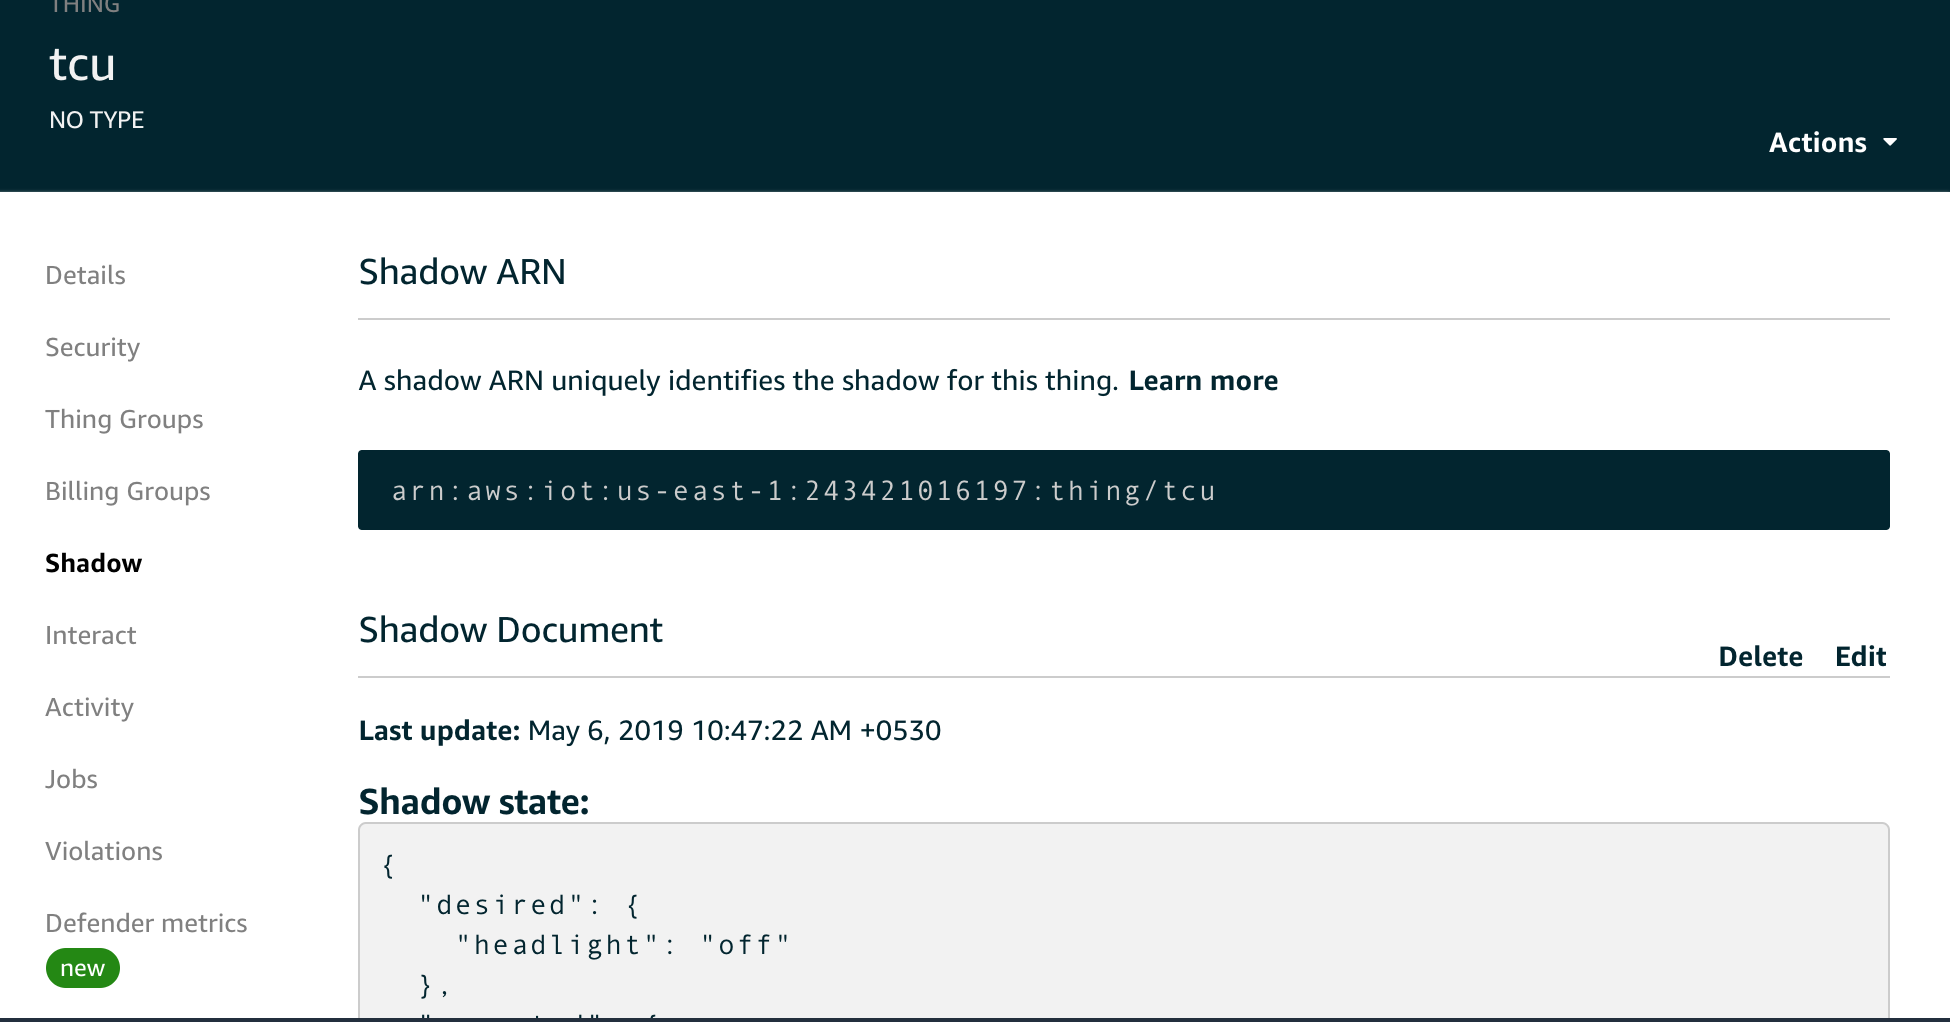 THING
tcu
NO TYPE
Actions
Details
Security
Thing Groups
Billing Groups
Shadow
Interact
Activity
Jobs
Violations
Defender metrics
new
Shadow ARN
A shadow ARN uniquely identifies the shadow for this thing. Learn more
arn:aws:iot:us-east-1:243421016197:thing/tcu
Shadow Document
Delete Edit
Last update: May 6, 2019 10:47:22 AM +0530
Shadow state:
{
  "desired": {
    "headlight": "off"
  },